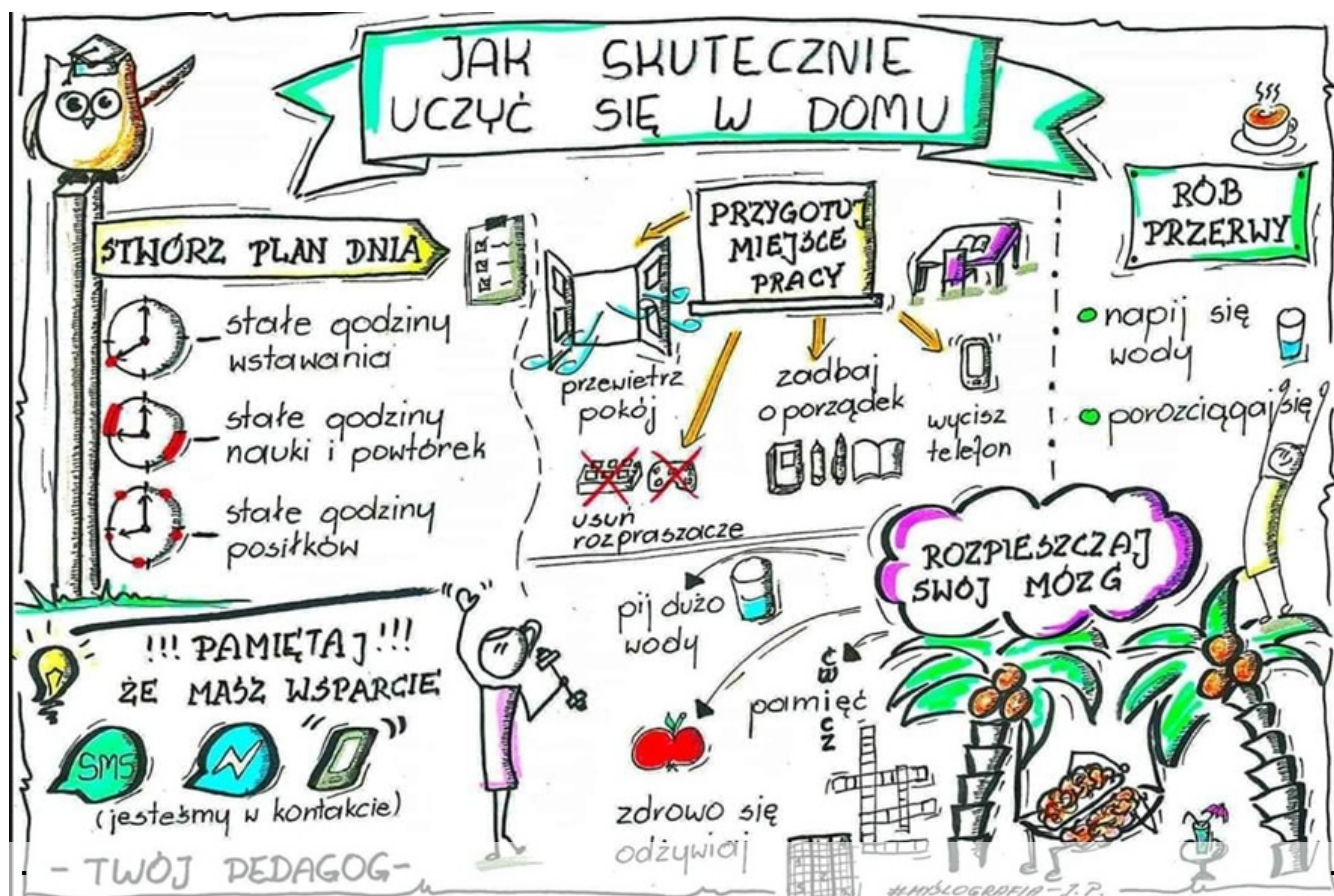 JAK SKUTECZNIE
UCZYĆ SIĘ W DOMU
STWÓRZ PLAN DNIA
stałe godziny
wstawania
stałe godziny
nauki i powtórek
stałe godziny
posiłków
PRZYGOTUJ
MIEJSCE
PRACY
przewietrz
pokój
usuń
rozpraszacze
zadbaj
o porządek
wycisz
telefon
RÓB
PRZERWY
napij się
wody
porozciągaj się
ROZPIESZCZAJ
SWÓJ MÓZG
pij dużo
wody
ćwicz
pamięć
zdrowo się
odżywiaj
!!! PAMIĘTAJ !!!
ŻE MASZ WSPARCIE
SMS
(jesteśmy w kontakcie)
- TWÓJ PEDAGOG -
#MYŚLOGRAFIA - J.P.